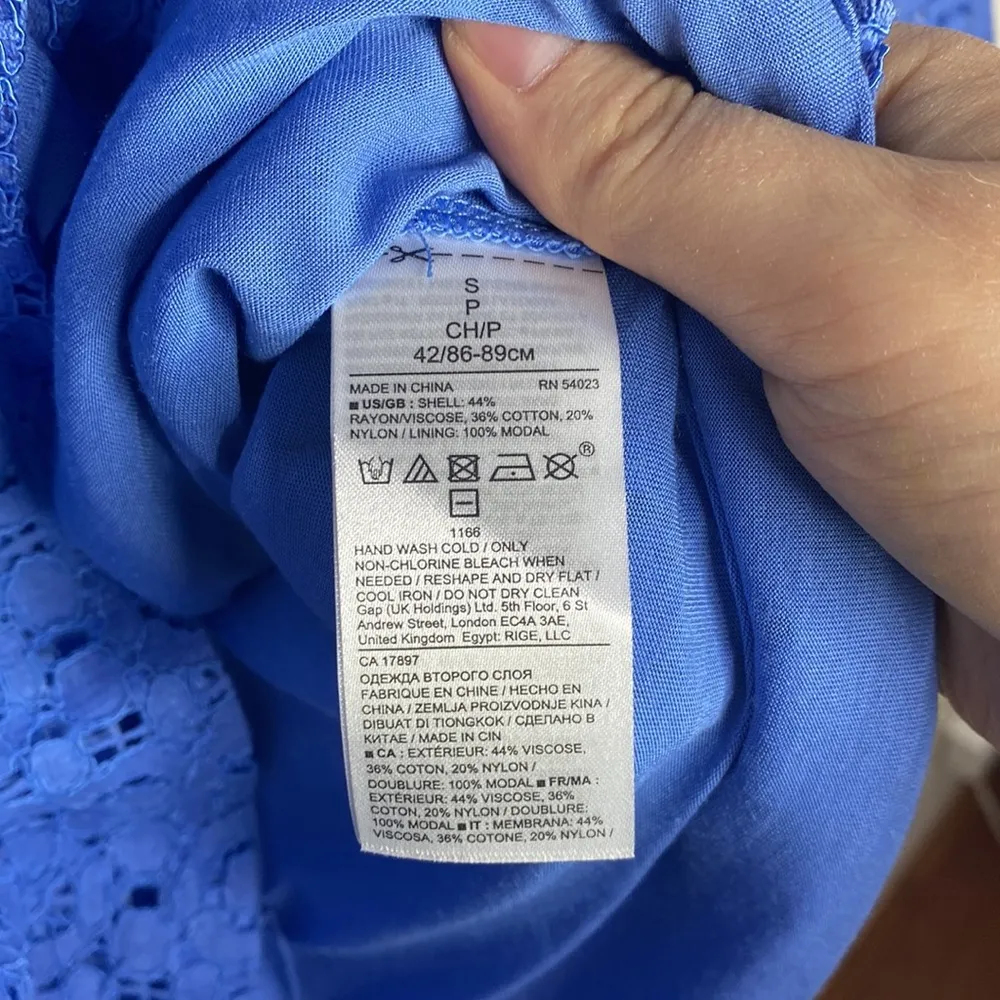 S
P
CH/P
42/86-89CM
MADE IN CHINA RN 54023
■ US/GB : SHELL: 44%
RAYON/VISCOSE, 36% COTTON, 20%
NYLON / LINING: 100% MODAL
®
1166
HAND WASH COLD / ONLY
NON-CHLORINE BLEACH WHEN
NEEDED / RESHAPE AND DRY FLAT /
COOL IRON / DO NOT DRY CLEAN
Gap (UK Holdings) Ltd. 5th Floor, 6 St
Andrew Street, London EC4A 3AE,
United Kingdom Egypt: RIGE, LLC
CA 17897
ОДЕЖДА ВТОРОГО СЛОЯ
FABRIQUE EN CHINE / HECHO EN
CHINA / ZEMLJA PROIZVODNJE KINA /
DIBUAT DI TIONGKOK / СДЕЛАНО В
КИТАЕ / MADE IN CIN
■ CA : EXTÉRIEUR: 44% VISCOSE,
36% COTON, 20% NYLON /
DOUBLURE: 100% MODAL ■ FR/MA :
EXTÉRIEUR: 44% VISCOSE, 36%
COTON, 20% NYLON / DOUBLURE:
100% MODAL ■ IT : MEMBRANA: 44%
VISCOSA, 36% COTONE, 20% NYLON /